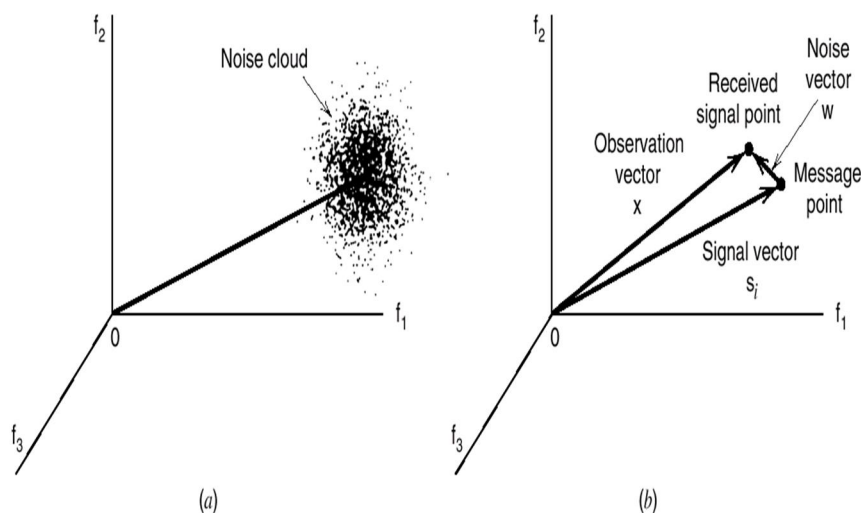 f2
Noise cloud
f1
0
f3
(a)
f2
Noise
vector
w
Received
signal point
Observation
vector
x
Message
point
Signal vector
si
f1
0
f3
(b)